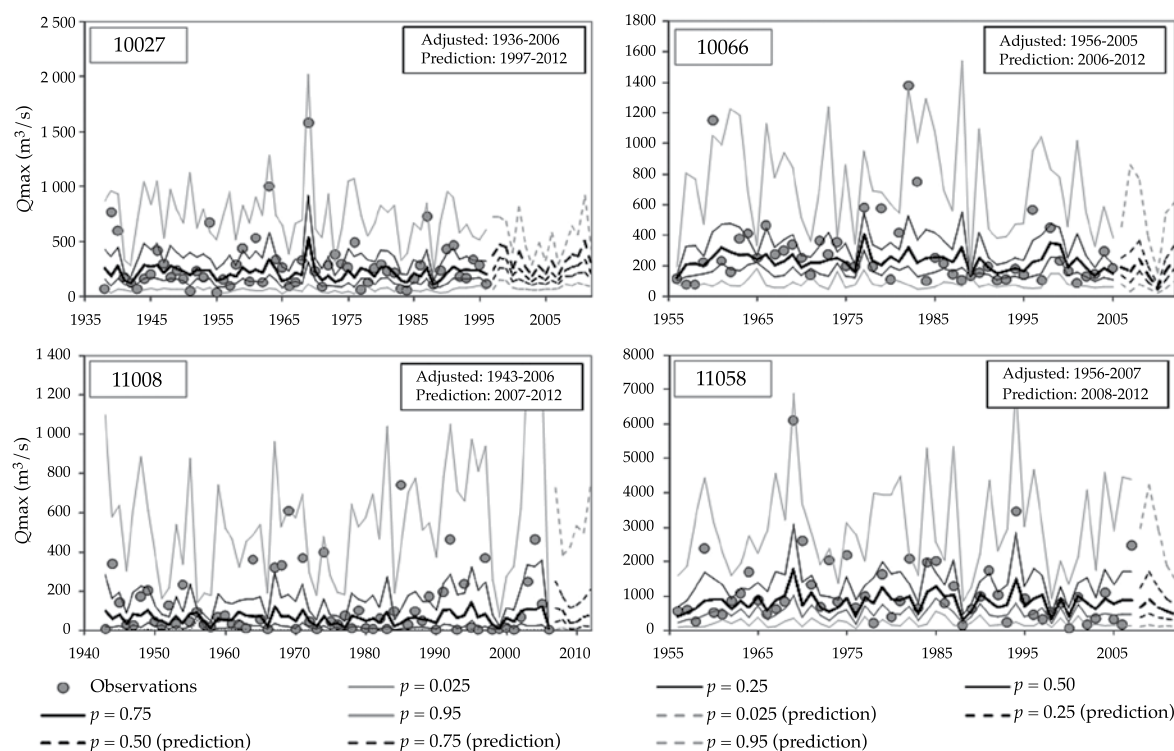 10027
Adjusted: 1936-2006
Prediction: 1997-2012
Qmax (m³/s)
2 500
2 000
1 500
1 000
500
0
1935 1945 1955 1965 1975 1985 1995 2005
10066
Adjusted: 1956-2005
Prediction: 2006-2012
1800
1600
1400
1200
1000
800
600
400
200
0
1955 1965 1975 1985 1995 2005
11008
Adjusted: 1943-2006
Prediction: 2007-2012
Qmax (m³/s)
1 400
1 200
1 000
800
600
400
200
0
1940 1950 1960 1970 1980 1990 2000 2010
11058
Adjusted: 1956-2007
Prediction: 2008-2012
8000
7000
6000
5000
4000
3000
2000
1000
0
1955 1965 1975 1985 1995 2005
Observations p = 0.025 p = 0.25 p = 0.50
p = 0.75 p = 0.95 p = 0.025 (prediction) p = 0.25 (prediction)
p = 0.50 (prediction) p = 0.75 (prediction) p = 0.95 (prediction)